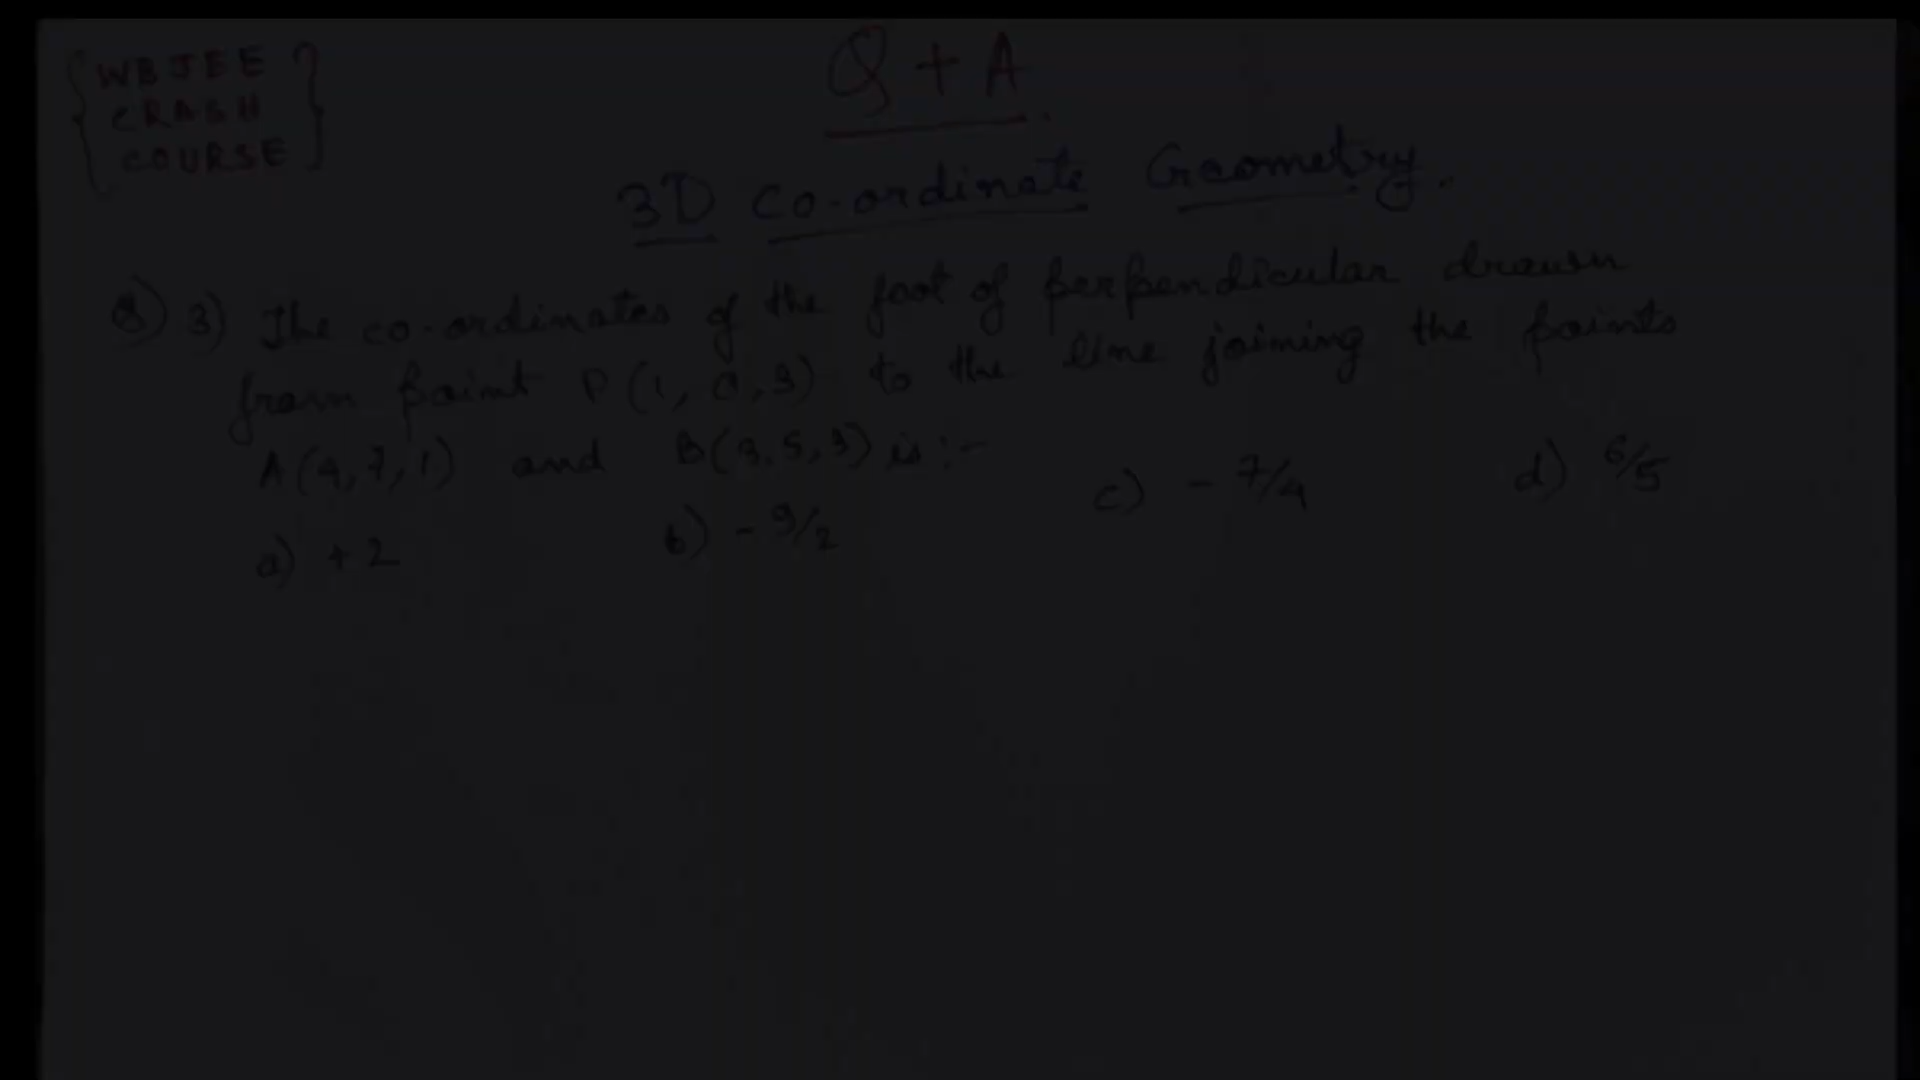 WBJEE
CRASH
COURSE
Q + A
3D Co-ordinate Geometry.
Q) 3) The co-ordinates of the foot of perpendicular drawn
from point P(1, 0, 3) to the line joining the points
A(4, 7, 1) and B(3, 5, 3) is :-
a) + 2 b) - 9/2 c) - 7/4 d) 6/5